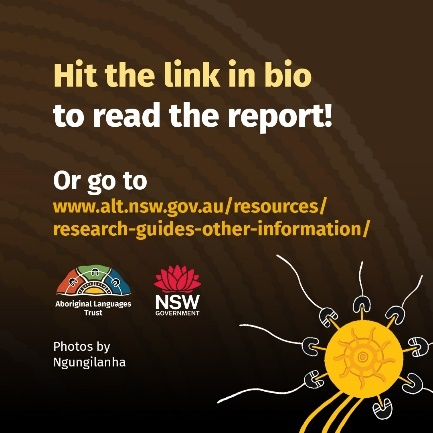 Hit the link in bio
to read the report!
Or go to
www.alt.nsw.gov.au/resources/
research-guides-other-information/
Aboriginal Languages
Trust
NSW
GOVERNMENT
Photos by
Ngungilanha